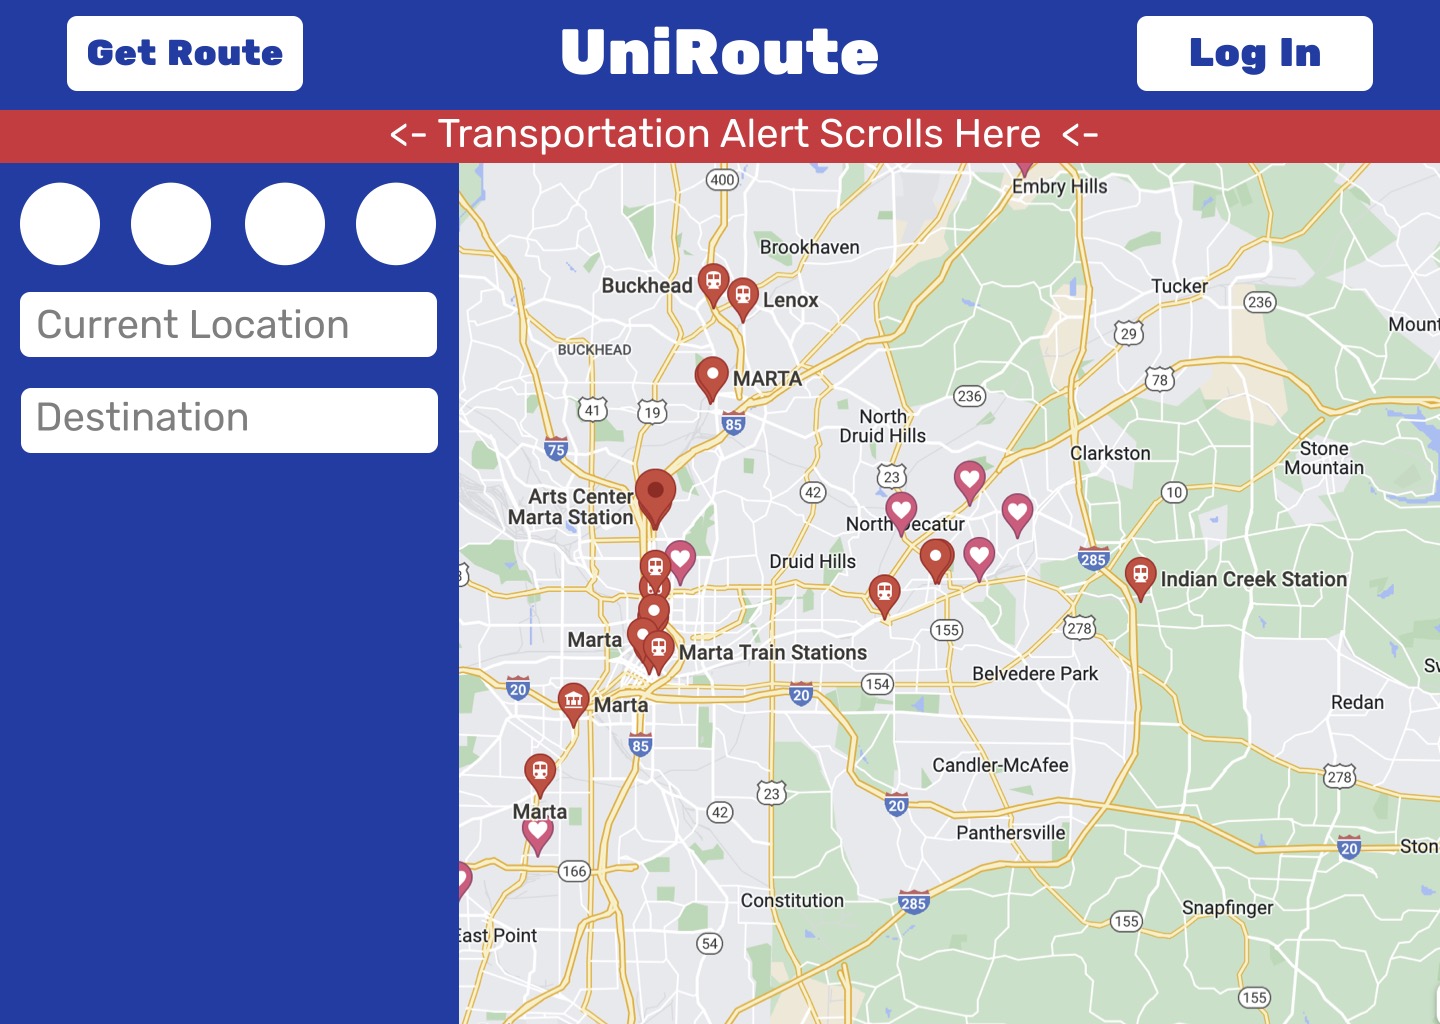 Get Route
UniRoute
Log In
<- Transportation Alert Scrolls Here <-
Current Location
Destination
400
Embry Hills
Brookhaven
Buckhead
Lenox
Tucker
236
29
Mount
BUCKHEAD
MARTA
78
236
41
19
85
North
Druid Hills
75
Clarkston
Stone
Mountain
23
42
10
Arts Center
Marta Station
North Decatur
Druid Hills
285
Indian Creek Station
Marta
155
278
Marta Train Stations
Belvedere Park
20
154
20
Marta
Redan
85
Candler-McAfee
278
23
20
42
Marta
Panthersville
20
166
Constitution
285
Snapfinger
155
East Point
54
155